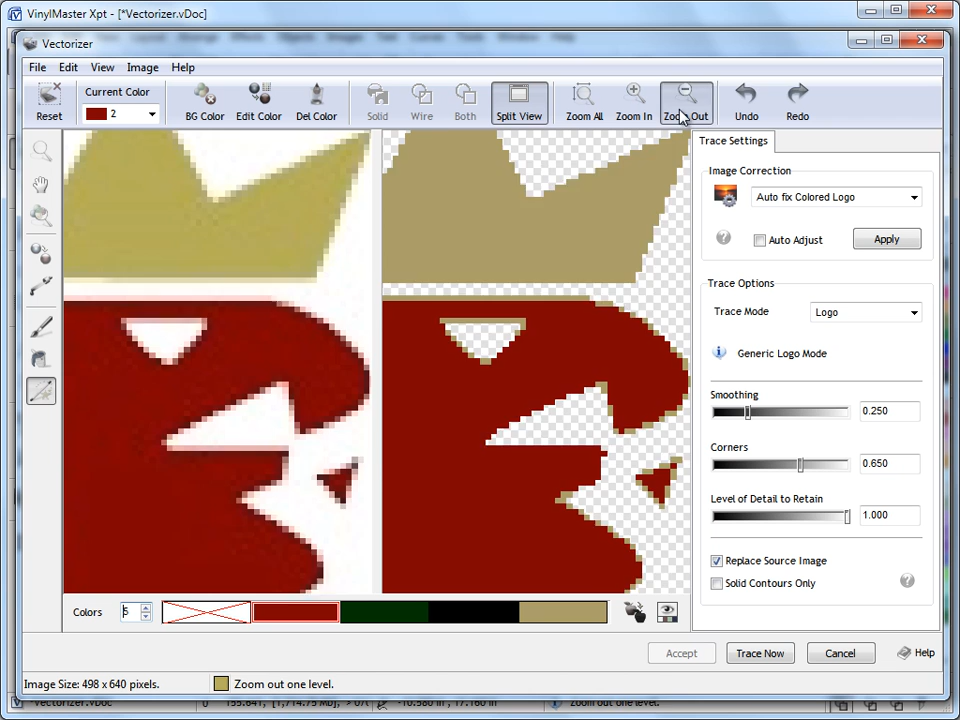 VinylMaster Xpt - [*Vectorizer.vDoc]
Vectorizer
File Edit View Image Help
Reset
Current Color
2
BG Color Edit Color Del Color
Solid Wire Both Split View
Zoom All Zoom In Zoom Out
Undo Redo
Trace Settings
Image Correction
Auto fix Colored Logo
Auto Adjust
Apply
Trace Options
Trace Mode Logo
Generic Logo Mode
Smoothing
0.250
Corners
0.650
Level of Detail to Retain
1.000
Replace Source Image
Solid Contours Only
Colors 5
Accept Trace Now Cancel Help
Image Size: 498 x 640 pixels. Zoom out one level.